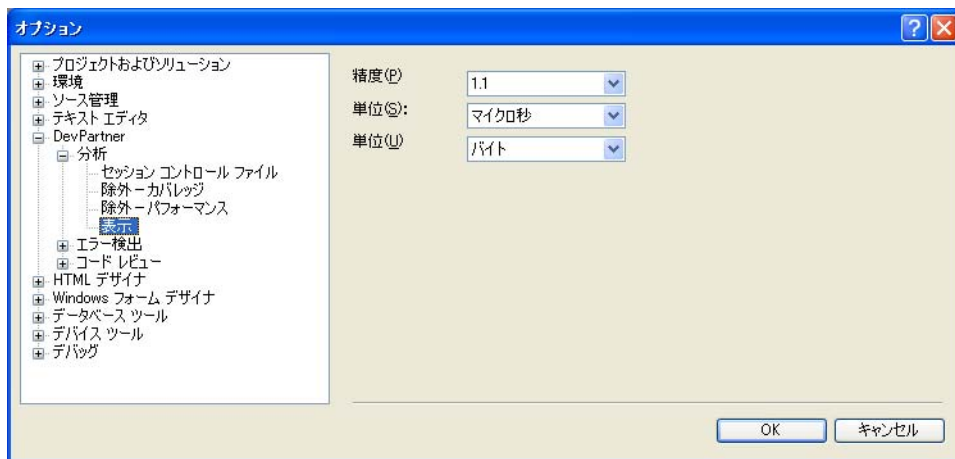 オプション
プロジェクトおよびソリューション
環境
ソース管理
テキスト エディタ
DevPartner
分析
セッション コントロール ファイル
除外－カバレッジ
除外－パフォーマンス
表示
エラー検出
コード レビュー
HTML デザイナ
Windows フォーム デザイナ
データベース ツール
デバイス ツール
デバッグ
精度(P)
1.1
単位(S):
マイクロ秒
単位(U)
バイト
OK
キャンセル